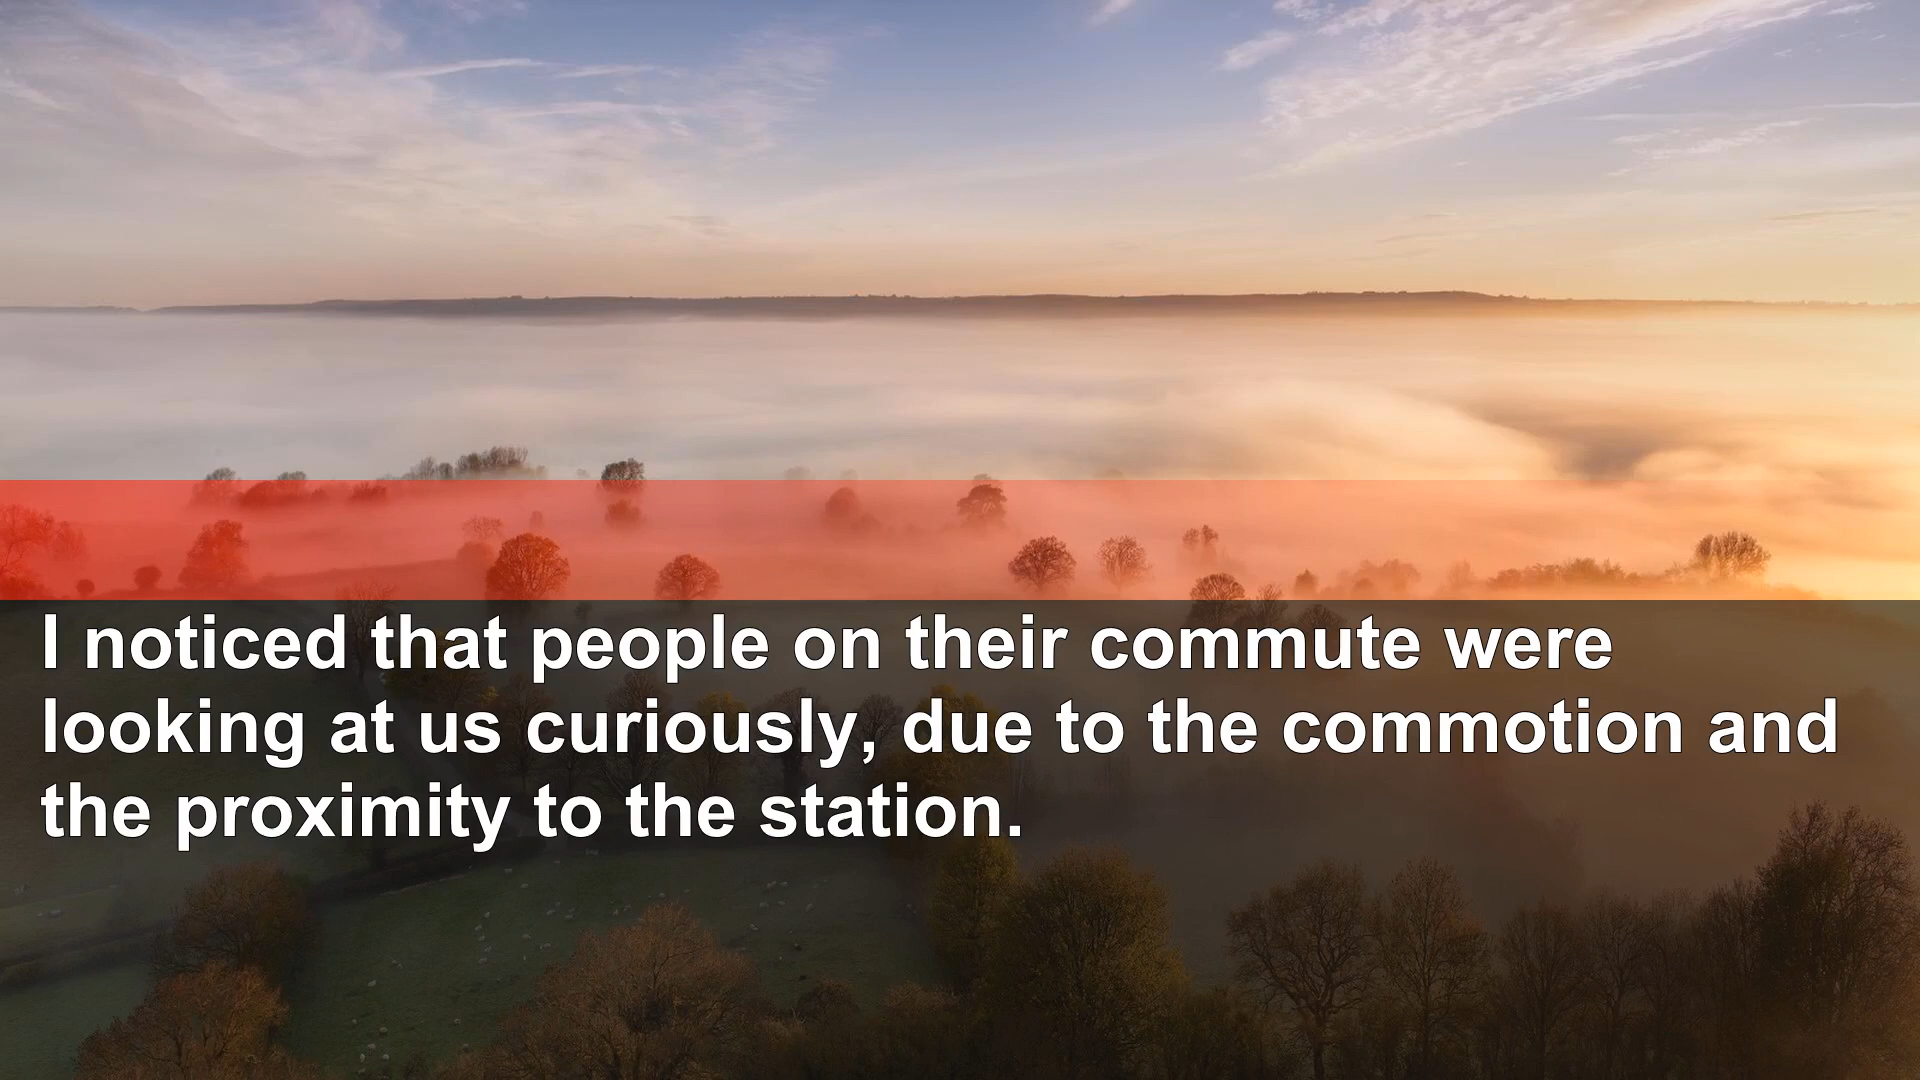 I noticed that people on their commute were
looking at us curiously, due to the commotion and
the proximity to the station.